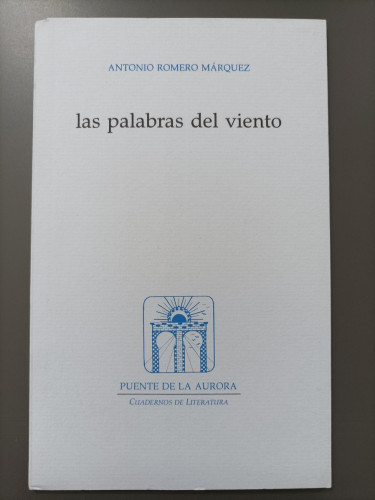 ANTONIO ROMERO MÁRQUEZ
las palabras del viento
PUENTE DE LA AURORA
CUADERNOS DE LITERATURA